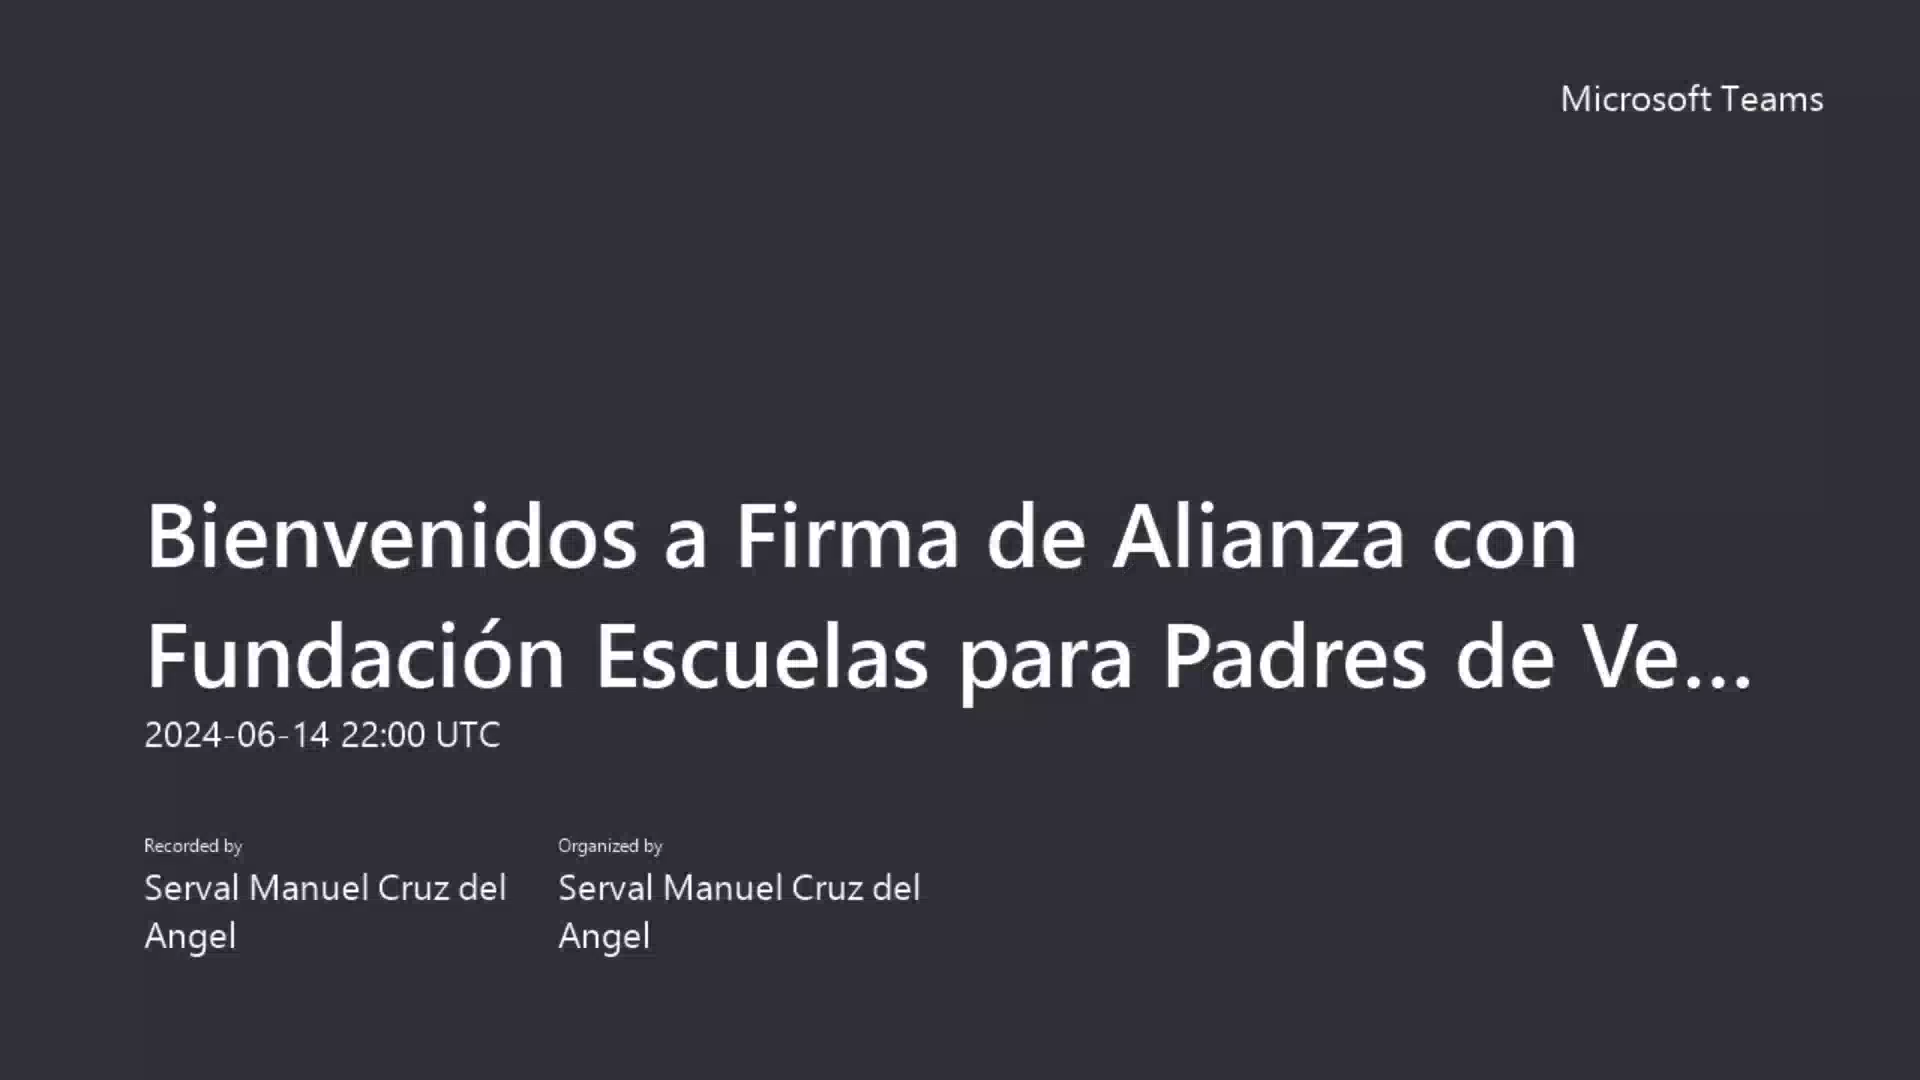 Microsoft Teams
Bienvenidos a Firma de Alianza con
Fundación Escuelas para Padres de Ve...
2024-06-14 22:00 UTC
Recorded by
Serval Manuel Cruz del
Angel
Organized by
Serval Manuel Cruz del
Angel